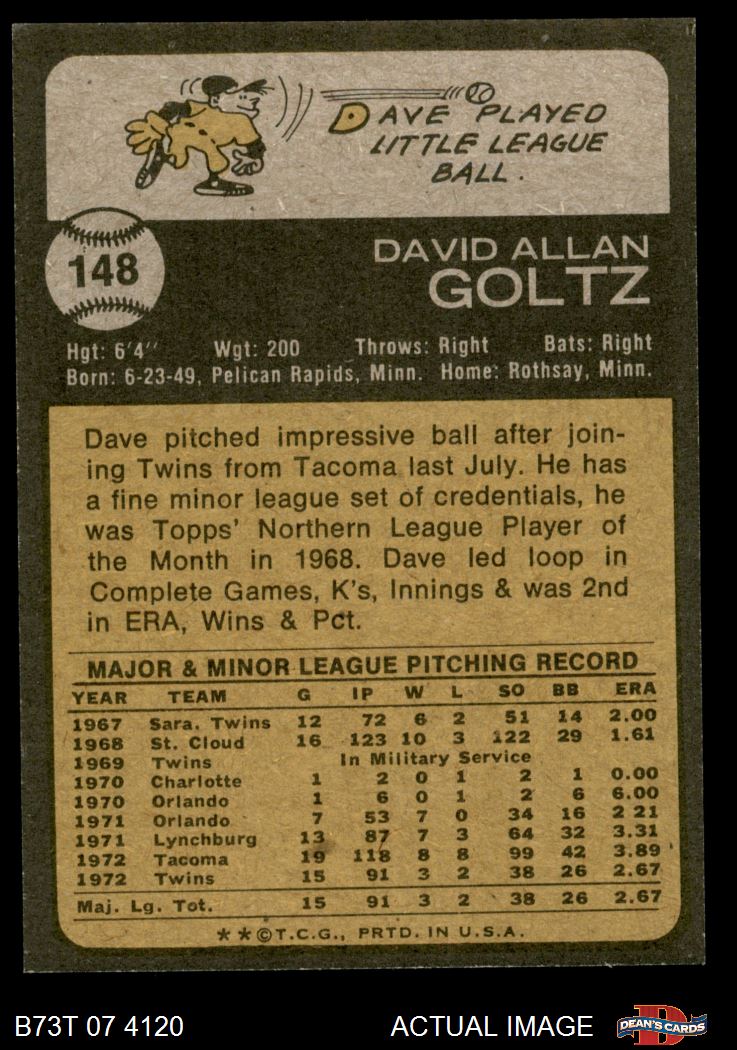 DAVE PLAYED
LITTLE LEAGUE
BALL.
148
DAVID ALLAN
GOLTZ
Hgt: 6'4" Wgt: 200 Throws: Right Bats: Right
Born: 6-23-49, Pelican Rapids, Minn. Home: Rothsay, Minn.
Dave pitched impressive ball after join-
ing Twins from Tacoma last July. He has
a fine minor league set of credentials, he
was Topps' Northern League Player of
the Month in 1968. Dave led loop in
Complete Games, K's, Innings & was 2nd
in ERA, Wins & Pct.
MAJOR & MINOR LEAGUE PITCHING RECORD
YEAR TEAM G IP W L SO BB ERA
1967 Sara. Twins 12 72 6 2 51 14 2.00
1968 St. Cloud 16 123 10 3 122 29 1.61
1969 Twins In Military Service
1970 Charlotte 1 2 0 1 2 1 0.00
1970 Orlando 1 6 0 1 2 6 6.00
1971 Orlando 7 53 7 0 34 16 2 21
1971 Lynchburg 13 87 7 3 64 32 3.31
1972 Tacoma 19 118 8 8 99 42 3.89
1972 Twins 15 91 3 2 38 26 2.67
Maj. Lg. Tot. 15 91 3 2 38 26 2.67
★★©T.C.G., PRTD. IN U.S.A.
B73T 07 4120 ACTUAL IMAGE D DEAN'S CARDS